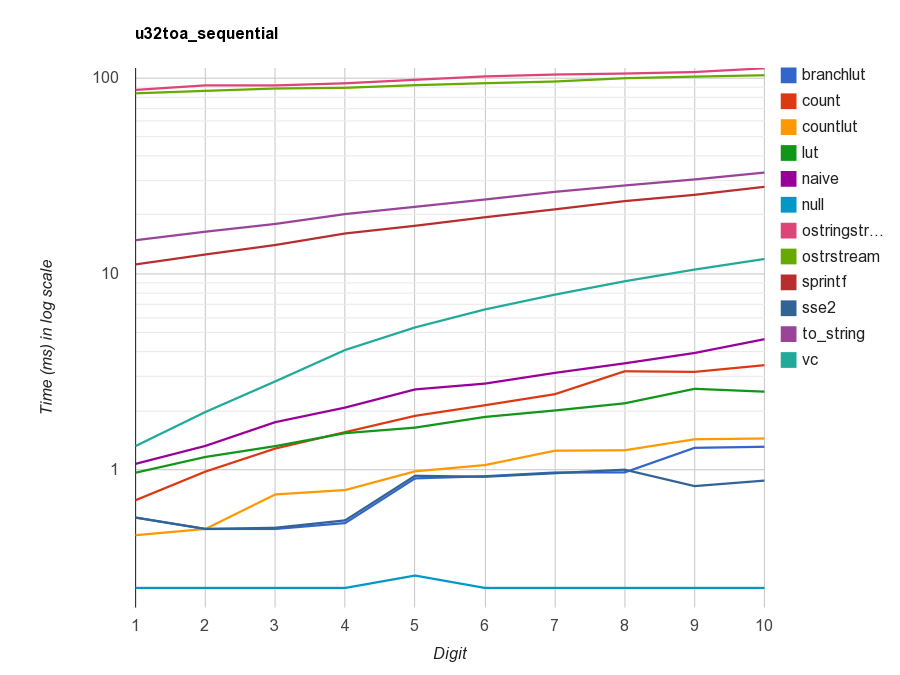 u32toa_sequential
100
10
1
Time (ms) in log scale
1 2 3 4 5 6 7 8 9 10
Digit
branchlut
count
countlut
lut
naive
null
ostringstr...
ostrstream
sprintf
sse2
to_string
vc